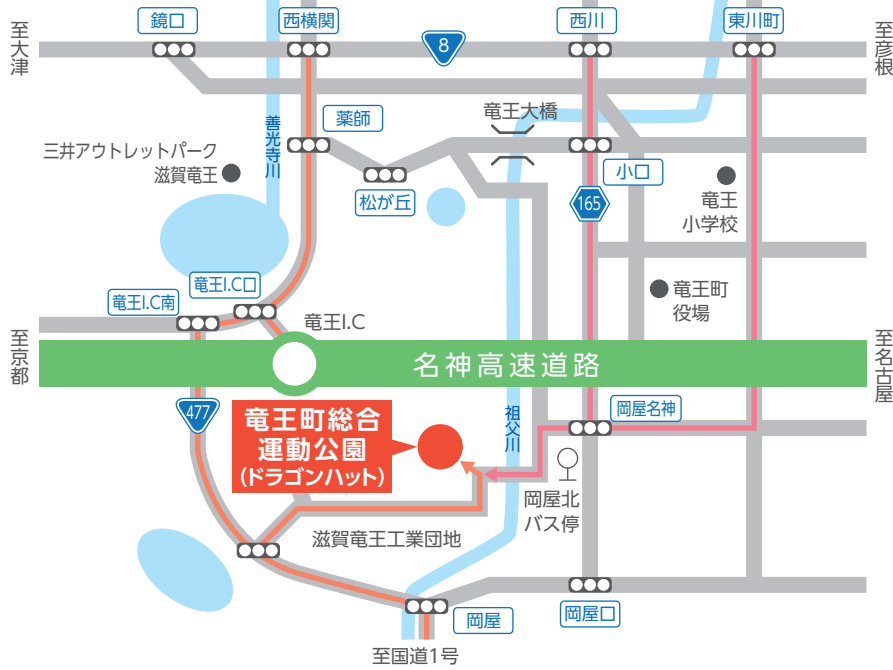 鏡口
西横関
西川
東川町
至大津
8
至彦根
善光寺川
薬師
竜王大橋
三井アウトレットパーク
滋賀竜王
松が丘
小口
165
竜王
小学校
竜王I.C口
竜王I.C南
竜王I.C
竜王町
役場
至京都
名神高速道路
至名古屋
477
竜王町総合
運動公園
(ドラゴンハット)
祖父川
岡屋名神
岡屋北
バス停
滋賀竜王工業団地
岡屋
岡屋口
至国道1号